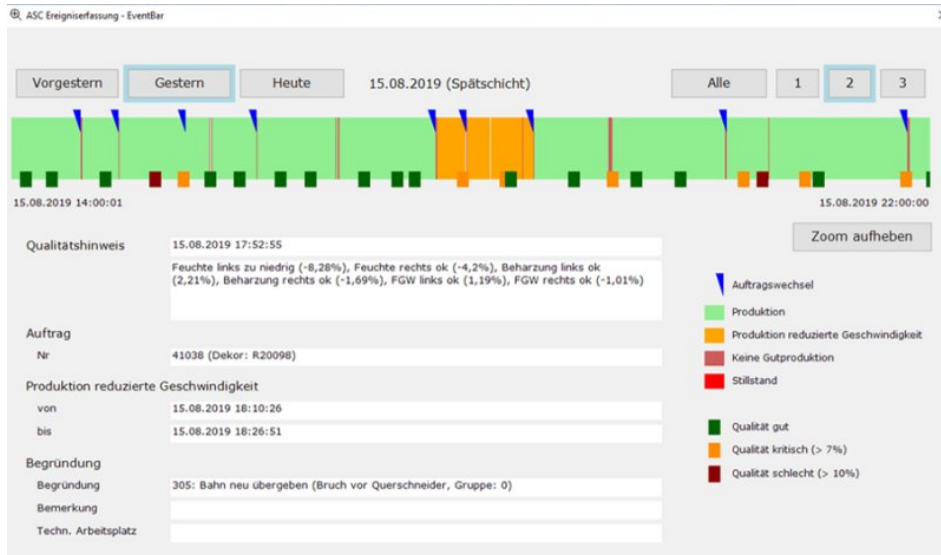 ASC Ereigniserfassung - EventBar
Vorgestern Gestern Heute 15.08.2019 (Spätschicht) Alle 1 2 3
15.08.2019 14:00:01 15.08.2019 22:00:00
Zoom aufheben
Qualitätshinweis 15.08.2019 17:52:55
Feuchte links zu niedrig (-8,28%), Feuchte rechts ok (-4,2%), Beharzung links ok
(2,21%), Beharzung rechts ok (-1,69%), FGW links ok (1,19%), FGW rechts ok (-1,01%)
Auftrag
Nr 41038 (Dekor: R20098)
Produktion reduzierte Geschwindigkeit
von 15.08.2019 18:10:26
bis 15.08.2019 18:26:51
Begründung
Begründung 305: Bahn neu übergeben (Bruch vor Querschneider, Gruppe: 0)
Bemerkung
Techn. Arbeitsplatz
Auftragswechsel
Produktion
Produktion reduzierte Geschwindigkeit
Keine Gutproduktion
Stillstand
Qualität gut
Qualität kritisch (> 7%)
Qualität schlecht (> 10%)